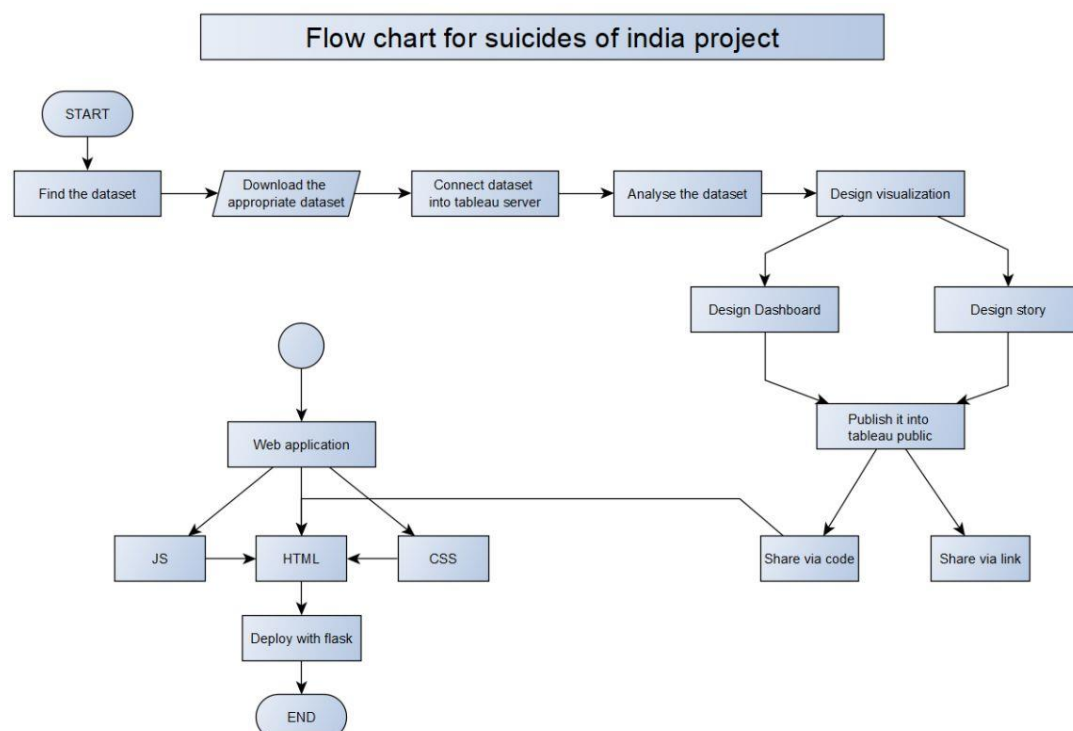 Flow chart for suicides of india project
START
Find the dataset
Download the
appropriate dataset
Connect dataset
into tableau server
Analyse the dataset
Design visualization
Design Dashboard
Design story
Publish it into
tableau public
Web application
JS
HTML
CSS
Share via code
Share via link
Deploy with flask
END